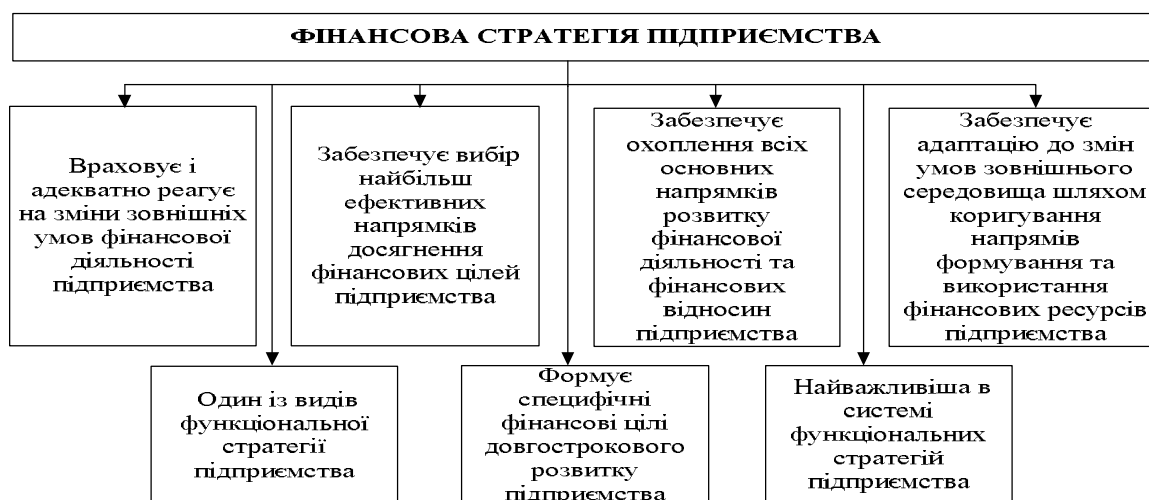 ФІНАНСОВА СТРАТЕГІЯ ПІДПРИЄМСТВА
Враховує і
адекватно реагує
на зміни зовнішніх
умов фінансової
діяльності
підприємства
Забезпечує вибір
найбільш
ефективних
напрямків
досягнення
фінансових цілей
підприємства
Забезпечує
охоплення всіх
основних
напрямків
розвитку
фінансової
діяльності та
фінансових
відносин
підприємства
Забезпечує
адаптацію до змін
умов зовнішнього
середовища шляхом
коригування
напрямів
формування та
використання
фінансових ресурсів
підприємства
Один із видів
функціональної
стратегії
підприємства
Формує
специфічні
фінансові цілі
довгострокового
розвитку
підприємства
Найважливіша в
системі
функціональних
стратегій
підприємства